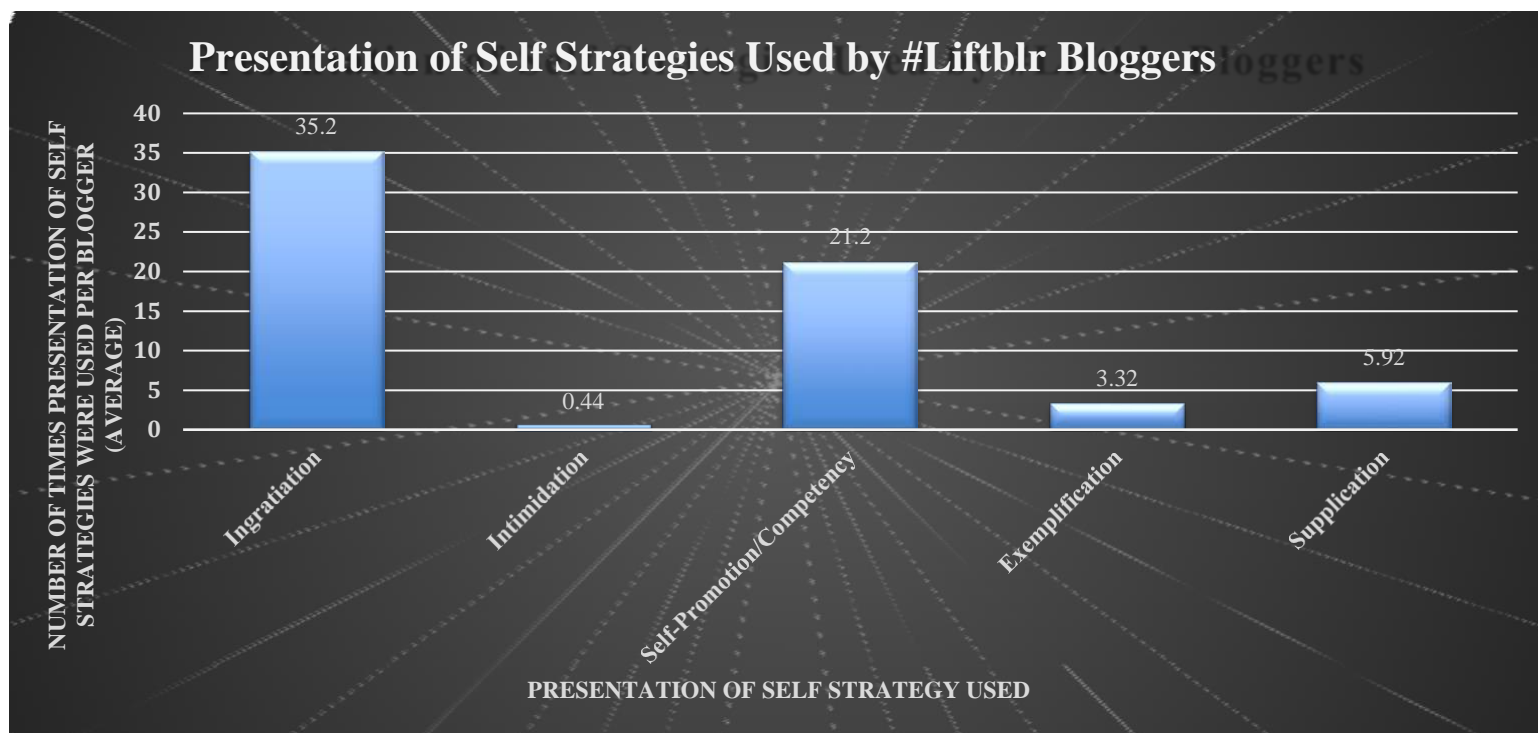 Presentation of Self Strategies Used by #Liftblr Bloggers
NUMBER OF TIMES PRESENTATION OF SELF
STRATEGIES WERE USED PER BLOGGER
(AVERAGE)
40
35
30
25
20
15
10
5
0
35.2
0.44
21.2
3.32
5.92
Ingratiation
Intimidation
Self-Promotion/Competency
Exemplification
Supplication
PRESENTATION OF SELF STRATEGY USED